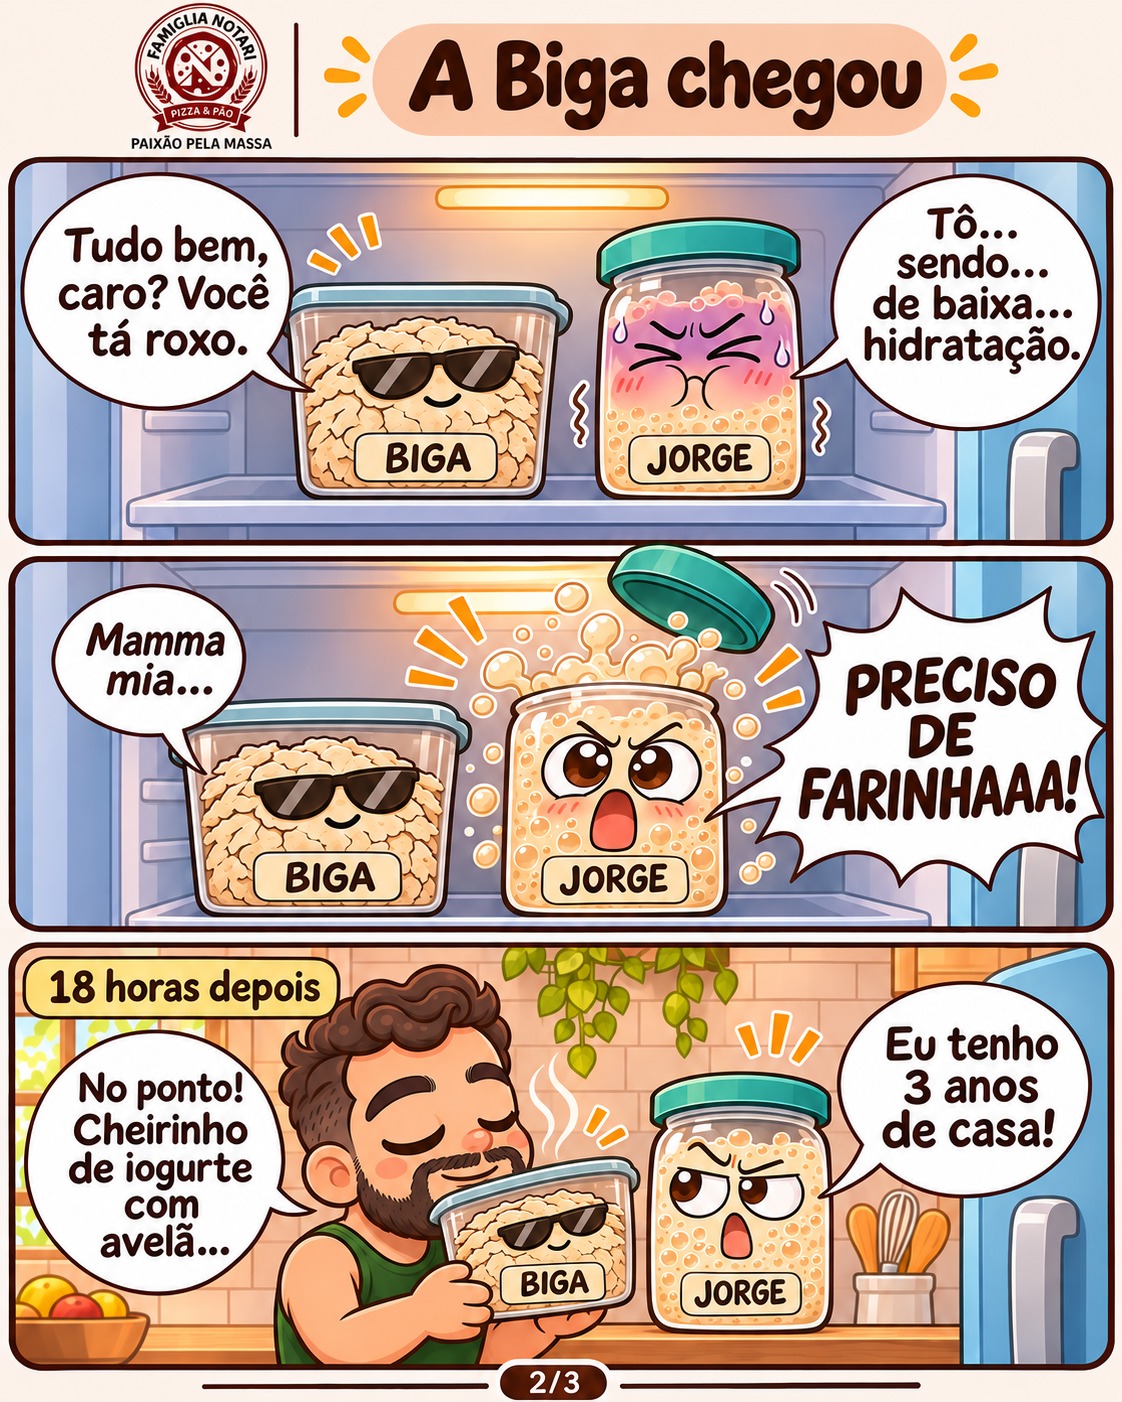 FAMIGLIA NOTARI
PIZZA & PÃO
PAIXÃO PELA MASSA
A Biga chegou
Tudo bem,
caro? Você
tá roxo.
Tô...
sendo...
de baixa...
hidratação.
BIGA
JORGE
Mamma
mia...
PRECISO
DE
FARINHAAA!
BIGA
JORGE
18 horas depois
No ponto!
Cheirinho
de iogurte
com
avelã...
Eu tenho
3 anos
de casa!
BIGA
JORGE
2/3